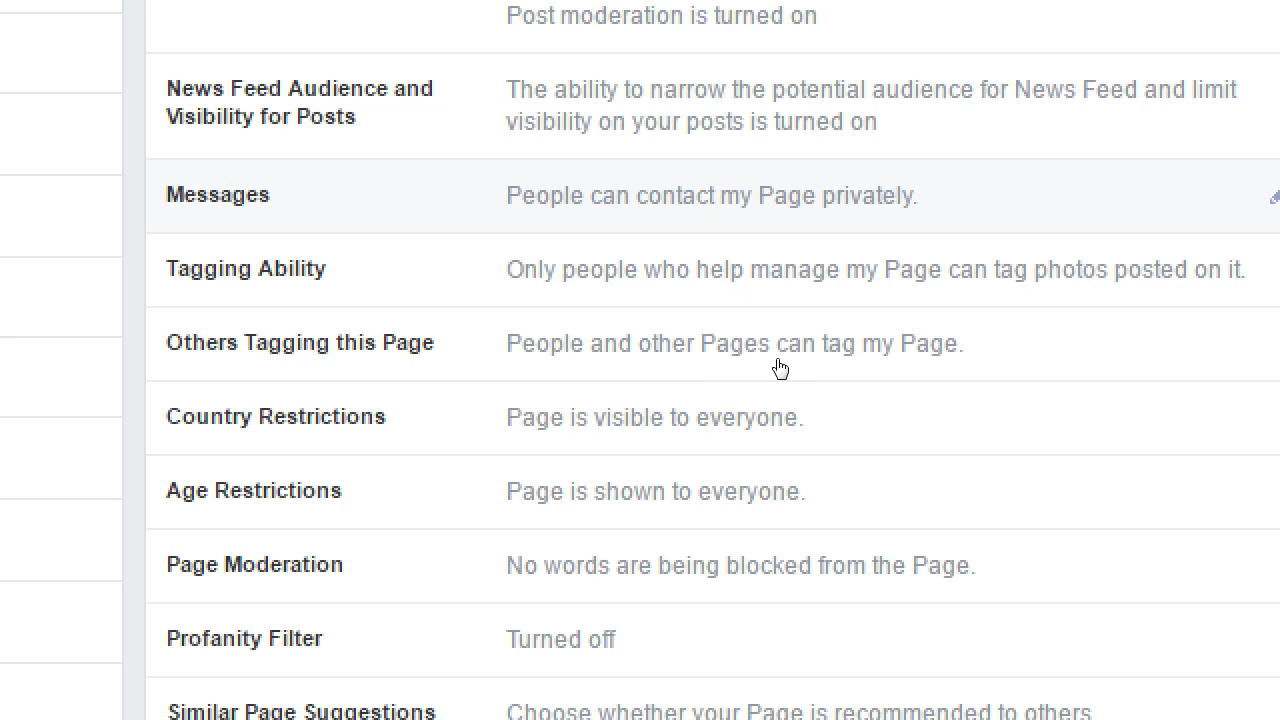 Post moderation is turned on
News Feed Audience and
Visibility for Posts
The ability to narrow the potential audience for News Feed and limit
visibility on your posts is turned on
Messages
People can contact my Page privately.
Tagging Ability
Only people who help manage my Page can tag photos posted on it.
Others Tagging this Page
People and other Pages can tag my Page.
Country Restrictions
Page is visible to everyone.
Age Restrictions
Page is shown to everyone.
Page Moderation
No words are being blocked from the Page.
Profanity Filter
Turned off
Similar Page Suggestions
Choose whether your Page is recommended to others